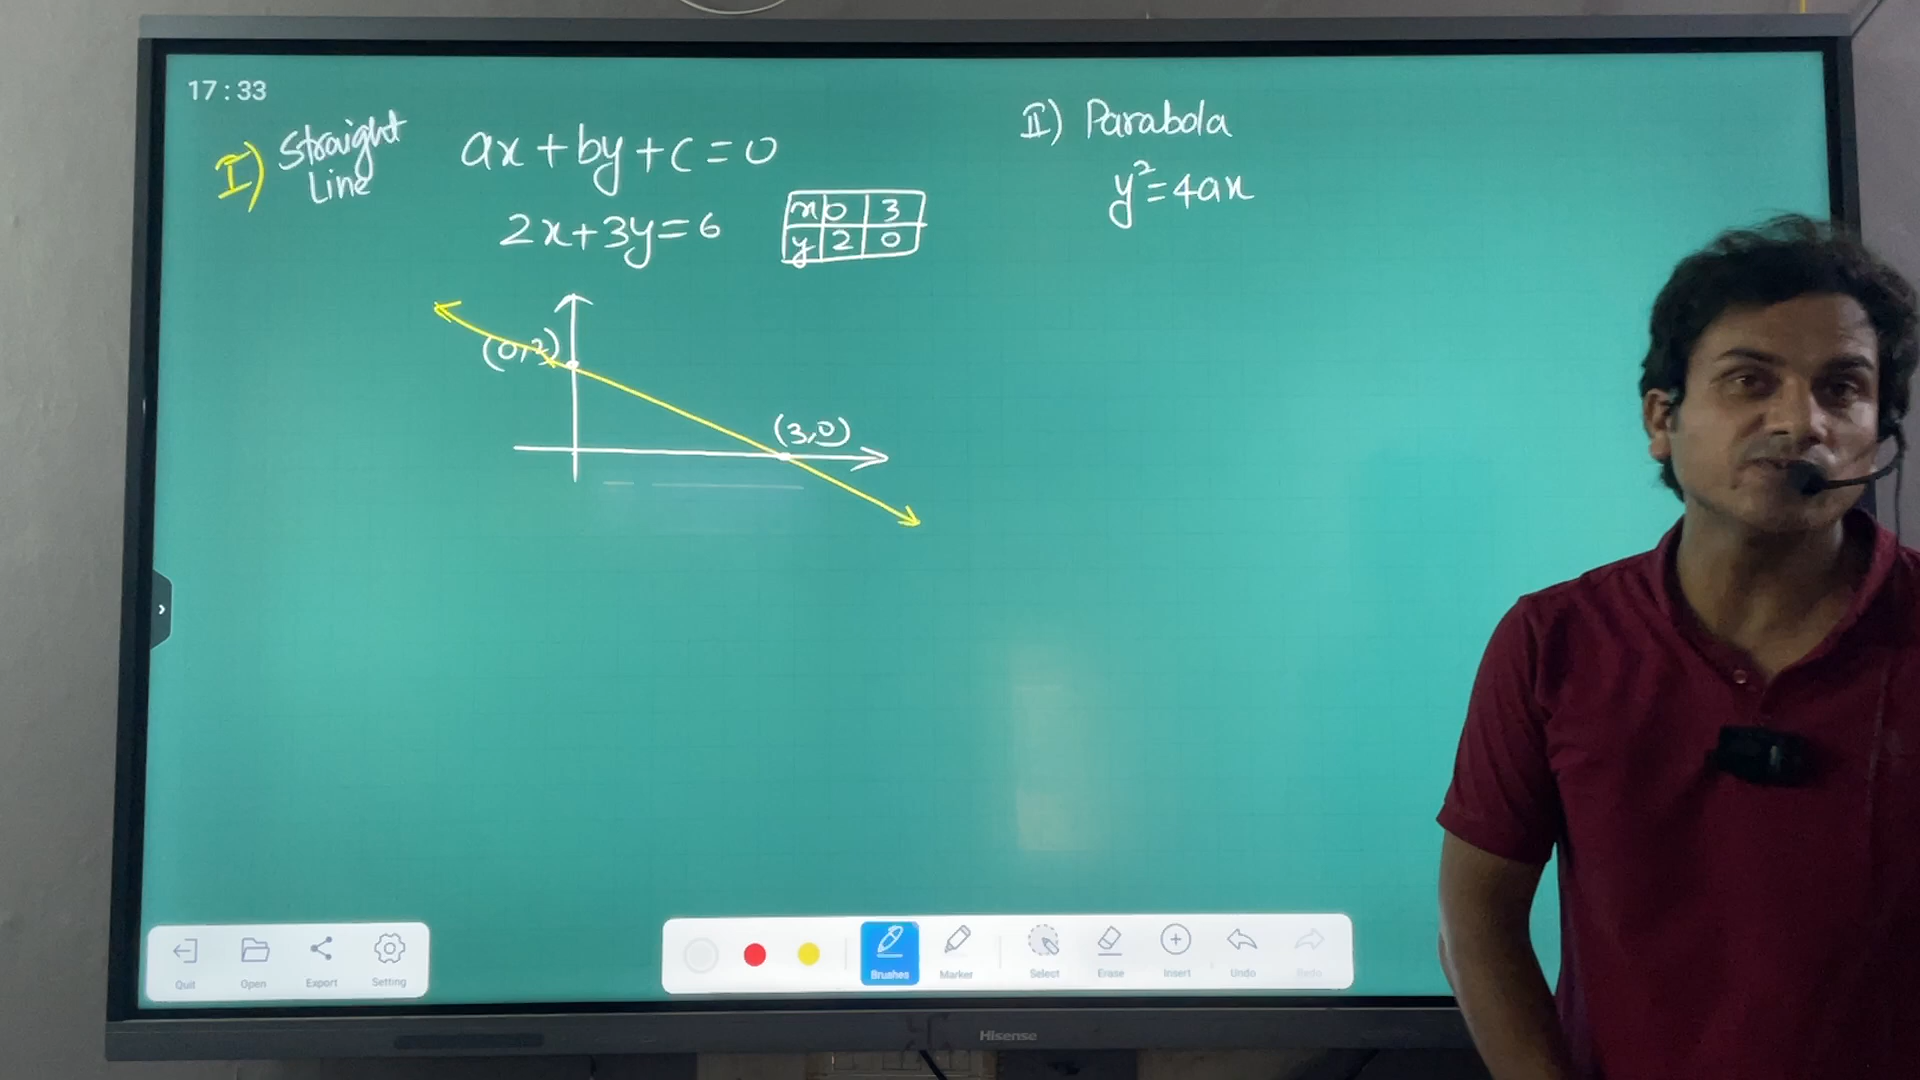 17:33
I) Straight
Line
ax+by+c=0
2x+3y=6
x 0 3
y 2 0
(0,2)
(3,0)
II) Parabola
y²=4ax
Quit Open Export Setting
Brushes Marker Select Erase Insert Undo Redo
Hisense